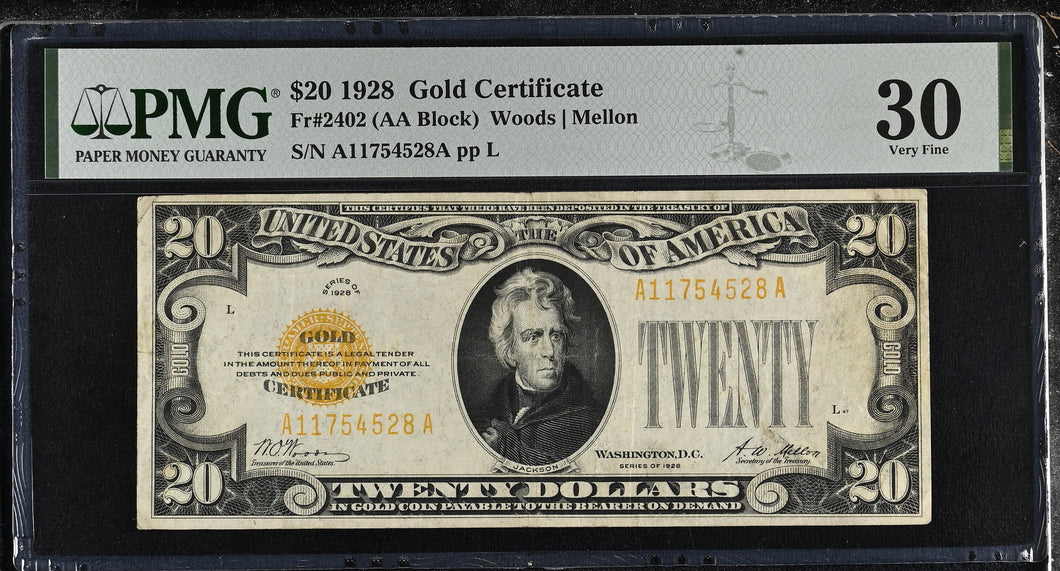 PMG®
PAPER MONEY GUARANTY
$20 1928 Gold Certificate
Fr#2402 (AA Block) Woods | Mellon
S/N A11754528A pp L
30
Very Fine
THIS CERTIFIES THAT THERE HAVE BEEN DEPOSITED IN THE TREASURY OF
20
UNITED STATES THE OF AMERICA
20
SERIES OF
1928
L
A11754528A
GOLD
THIS CERTIFICATE IS A LEGAL TENDER
IN THE AMOUNT THEREOF IN PAYMENT OF ALL
DEBTS AND DUES PUBLIC AND PRIVATE
CERTIFICATE
GOLD
GOLD
TWENTY
A11754528A
L
W.O. Woods
Treasurer of the United States.
WASHINGTON, D.C.
SERIES OF 1928
A.W. Mellon
Secretary of the Treasury.
JACKSON
20
TWENTY DOLLARS
20
IN GOLD COIN PAYABLE TO THE BEARER ON DEMAND